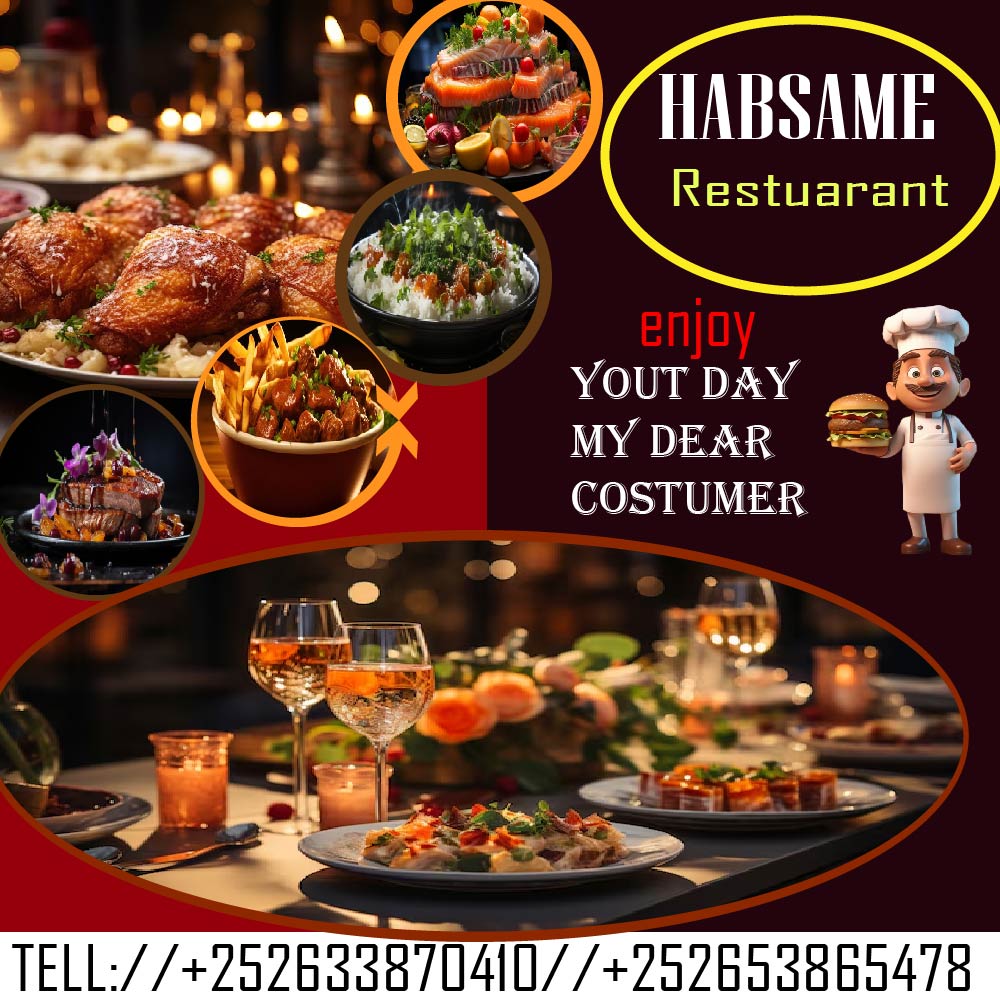 HABSAME
Restuarant
enjoy
YOUT DAY
MY DEAR
COSTUMER
TELL://+252633870410//+252653865478